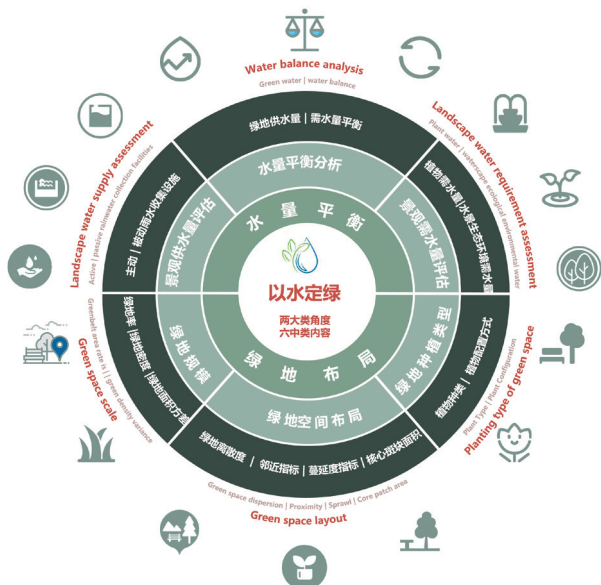 Water balance analysis
Green water | water balance
绿地供水量 | 需水量平衡
水量平衡分析
水量平衡
Landscape water supply assessment
Active | passive rainwater collection facilities
主动 | 被动雨水收集设施
景观供水量评估
Landscape water requirement assessment
Plant water | waterscape ecological environmental water
植物需水量|水景生态环境需水量
景观需水量评估
以水定绿
两大类角度
六中类内容
Green space scale
Greenbelt area rate is | | green density variance
绿地率 | 绿地密度 | 绿地面积方差
绿地规模
绿地布局
绿地种植类型
植物种类 | 植物配置方式
Plant Type | Plant Configuration
Planting type of green space
绿地空间布局
绿地离散度 | 邻近指标 | 蔓延度指标 | 核心斑块面积
Green space dispersion | Proximity | Sprawl | Core patch area
Green space layout